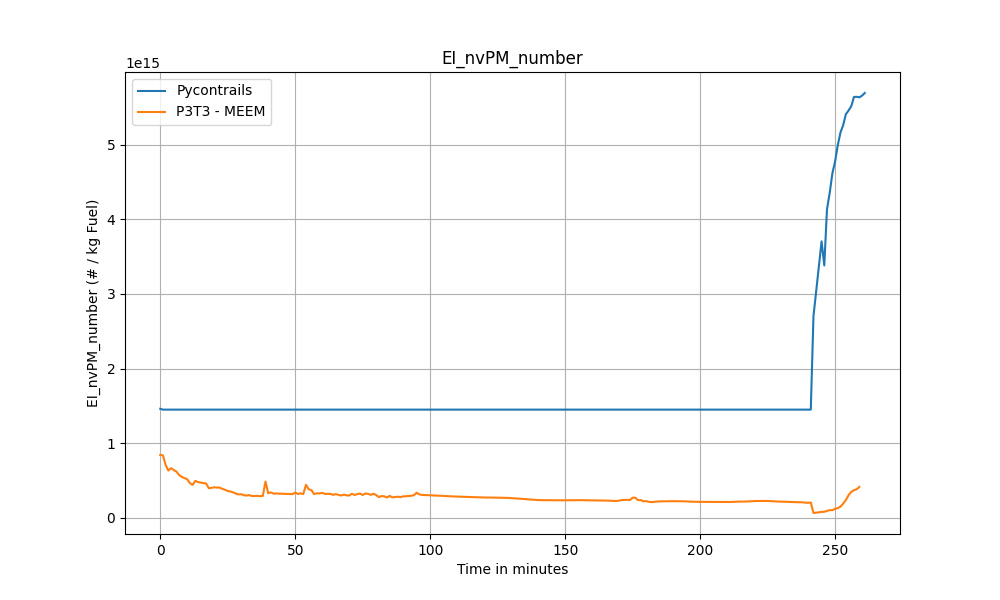 EI_nvPM_number
1e15
Pycontrails
P3T3 - MEEM
EI_nvPM_number (# / kg Fuel)
5
4
3
2
1
0
0 50 100 150 200 250
Time in minutes